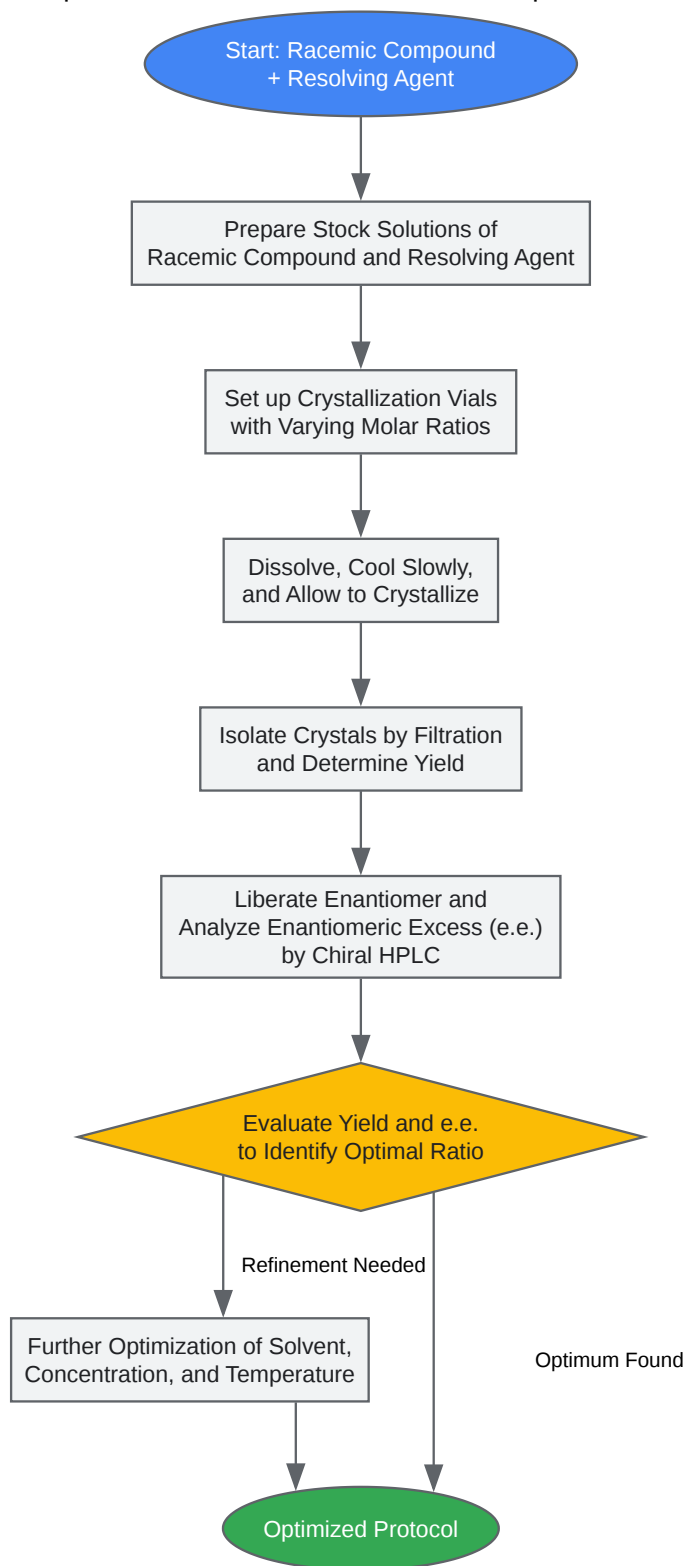 Start: Racemic Compound
+ Resolving Agent
Prepare Stock Solutions of
Racemic Compound and Resolving Agent
Set up Crystallization Vials
with Varying Molar Ratios
Dissolve, Cool Slowly,
and Allow to Crystallize
Isolate Crystals by Filtration
and Determine Yield
Liberate Enantiomer and
Analyze Enantiomeric Excess (e.e.)
by Chiral HPLC
Evaluate Yield and e.e.
to Identify Optimal Ratio
Refinement Needed
Further Optimization of Solvent,
Concentration, and Temperature
Optimum Found
Optimized Protocol